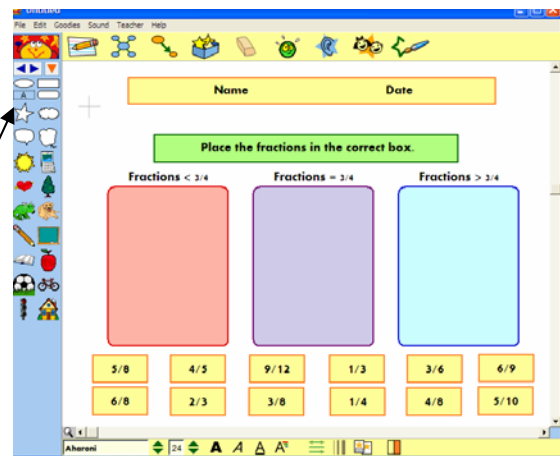 Untitled
File Edit Goodies Sound Teacher Help
A
Name Date
Place the fractions in the correct box.
Fractions < 3/4 Fractions = 3/4 Fractions > 3/4
5/8 4/5 9/12 1/3 3/6 6/9
6/8 2/3 3/8 1/4 4/8 5/10
Aharoni 24 A A A A